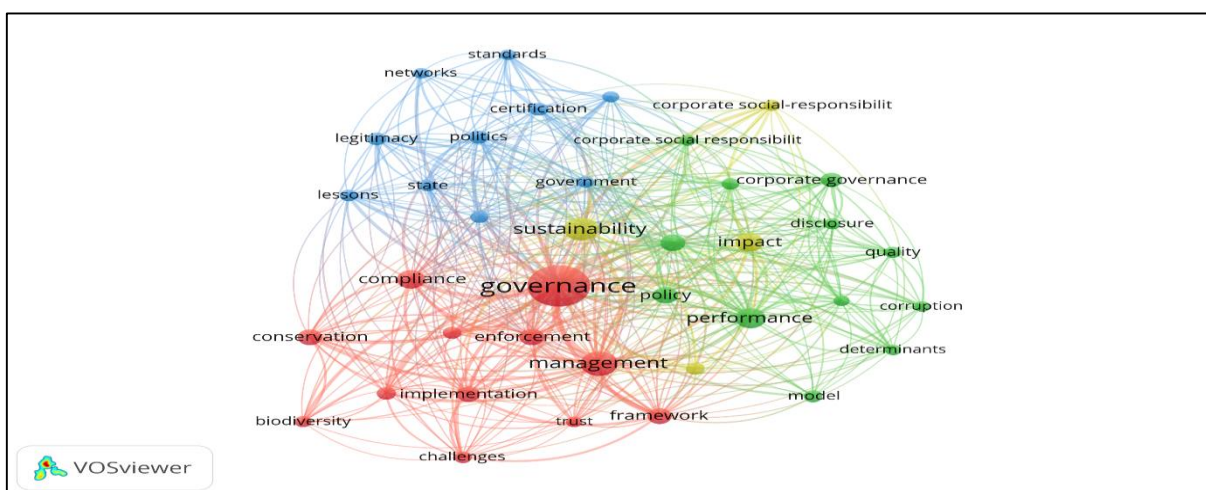 standards
networks
certification
corporate social-responsibilit
legitimacy
politics
corporate social responsibilit
government
corporate governance
lessons
state
sustainability
disclosure
impact
quality
compliance
governance
policy
corruption
performance
conservation
enforcement
determinants
management
implementation
model
biodiversity
trust
framework
challenges
VOSviewer